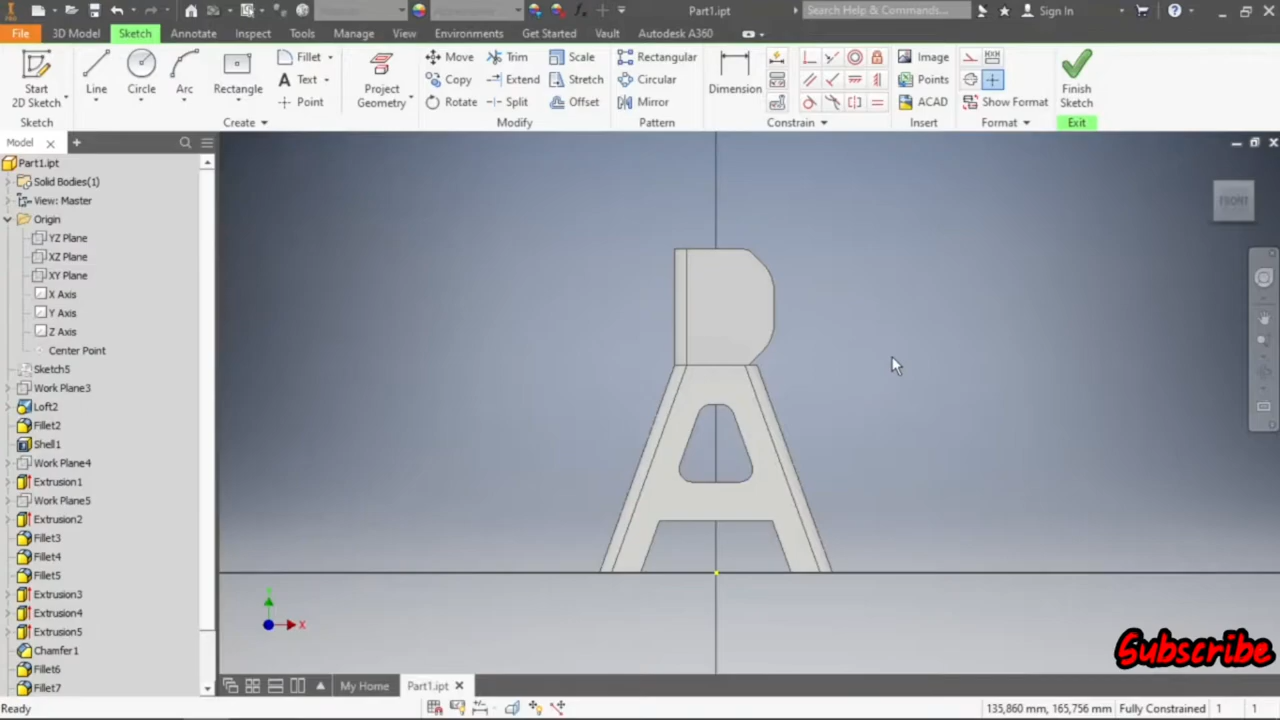 PRO
Part1.ipt
Search Help & Commands...
Sign In
File
3D Model
Sketch
Annotate
Inspect
Tools
Manage
View
Environments
Get Started
Vault
Autodesk A360
Start
2D Sketch
Line
Circle
Arc
Rectangle
Fillet
Text
Point
Project
Geometry
Move
Copy
Rotate
Trim
Extend
Split
Scale
Stretch
Offset
Rectangular
Circular
Mirror
Dimension
Image
Points
ACAD
Show Format
Finish
Sketch
Sketch
Create
Modify
Pattern
Constrain
Insert
Format
Exit
Model
Part1.ipt
Solid Bodies(1)
View: Master
Origin
YZ Plane
XZ Plane
XY Plane
X Axis
Y Axis
Z Axis
Center Point
Sketch5
Work Plane3
Loft2
Fillet2
Shell1
Work Plane4
Extrusion1
Work Plane5
Extrusion2
Fillet3
Fillet4
Fillet5
Extrusion3
Extrusion4
Extrusion5
Chamfer1
Fillet6
Fillet7
FRONT
X
Subscribe
My Home
Part1.ipt
Ready
135,860 mm, 165,756 mm
Fully Constrained
1
1